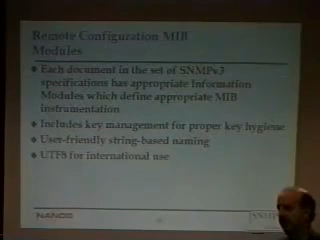 Remote Configuration MIB
Modules
Each document in the set of SNMPv3
specifications has appropriate Information
Modules which define appropriate MIB
instrumentation
Includes key management for proper key hygiene
User-friendly string-based naming
UTF8 for international use
NANOG